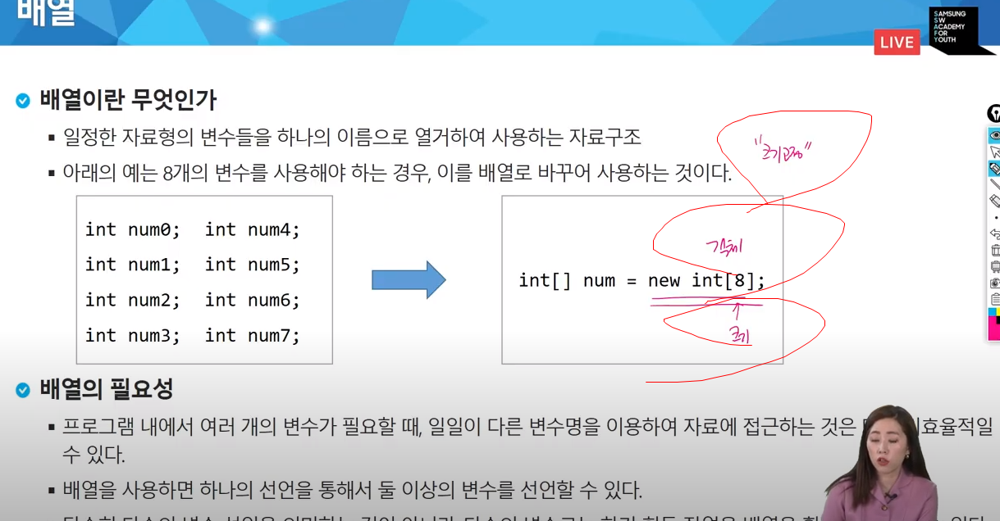 배열
SAMSUNG
SW
ACADEMY
FOR
YOUTH
LIVE
배열이란 무엇인가
일정한 자료형의 변수들을 하나의 이름으로 열거하여 사용하는 자료구조
"크기고정"
아래의 예는 8개의 변수를 사용해야 하는 경우, 이를 배열로 바꾸어 사용하는 것이다.
int num0; int num4;
int num1; int num5;
int num2; int num6;
int num3; int num7;
객체
int[] num = new int[8];
크기
배열의 필요성
프로그램 내에서 여러 개의 변수가 필요할 때, 일일이 다른 변수명을 이용하여 자료에 접근하는 것은
수 있다.
배열을 사용하면 하나의 선언을 통해서 둘 이상의 변수를 선언할 수 있다.